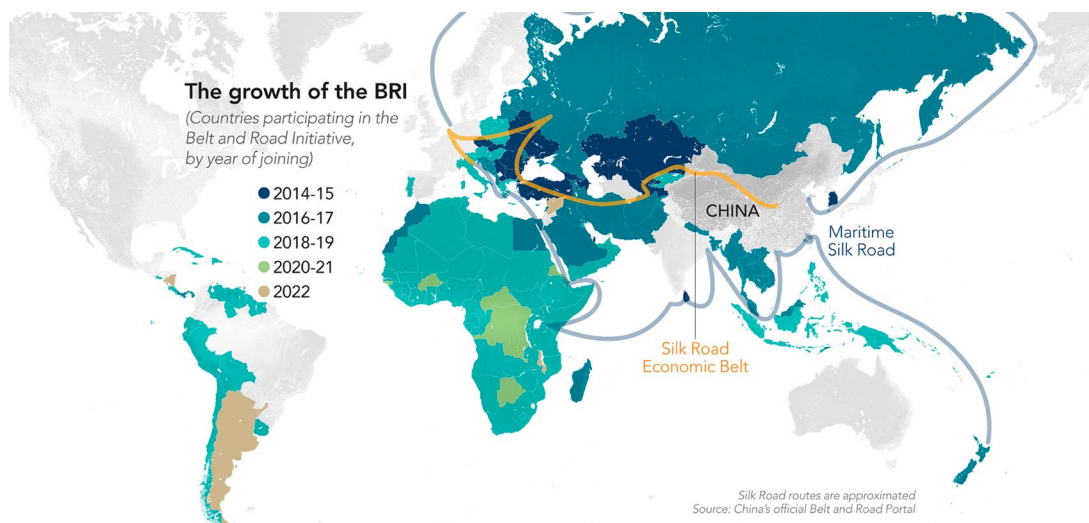 The growth of the BRI
(Countries participating in the
Belt and Road Initiative,
by year of joining)
2014-15
2016-17
2018-19
2020-21
2022
CHINA
Maritime
Silk Road
Silk Road
Economic Belt
Silk Road routes are approximated
Source: China's official Belt and Road Portal